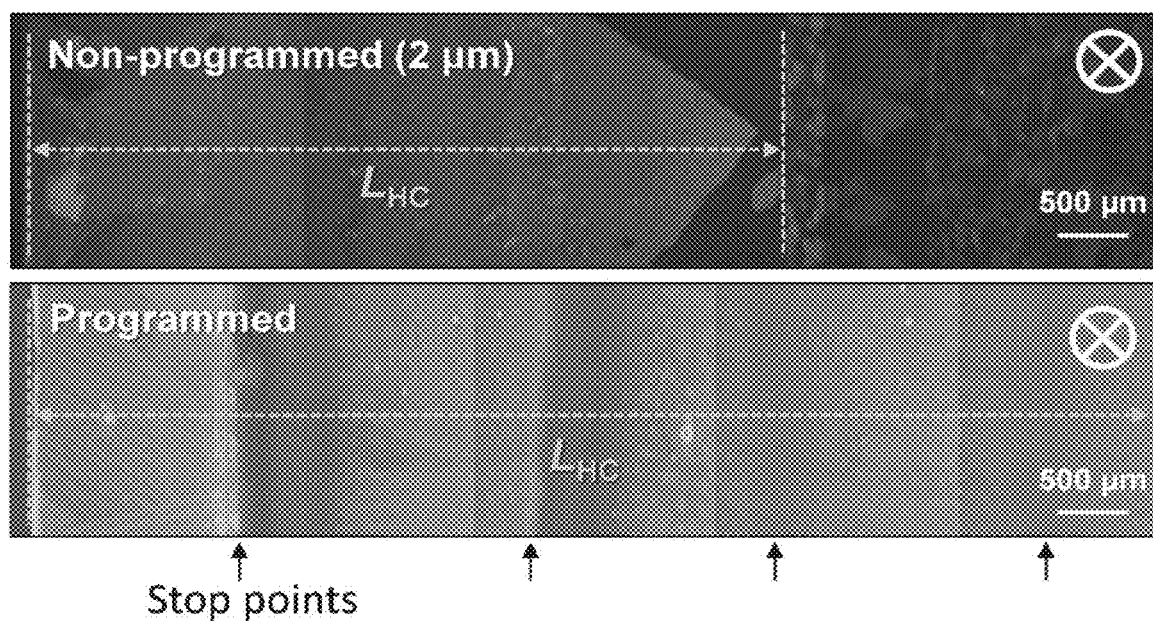 Non-programmed (2 μm)
L_HC
500 μm
Programmed
L_HC
500 μm
Stop points